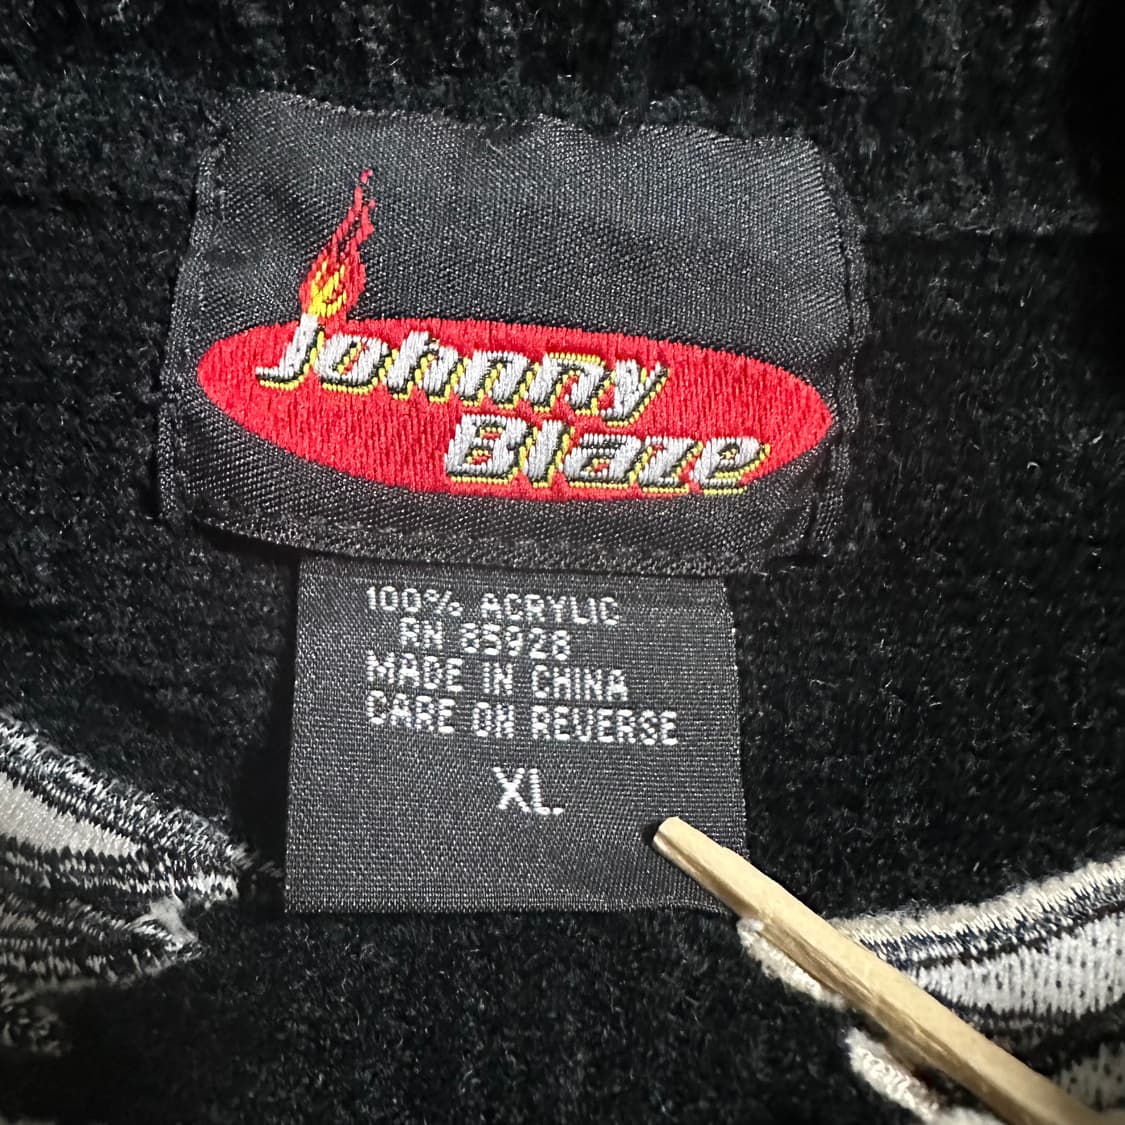 Johnny
Blaze
100% ACRYLIC
RN 85928
MADE IN CHINA
CARE ON REVERSE
XL